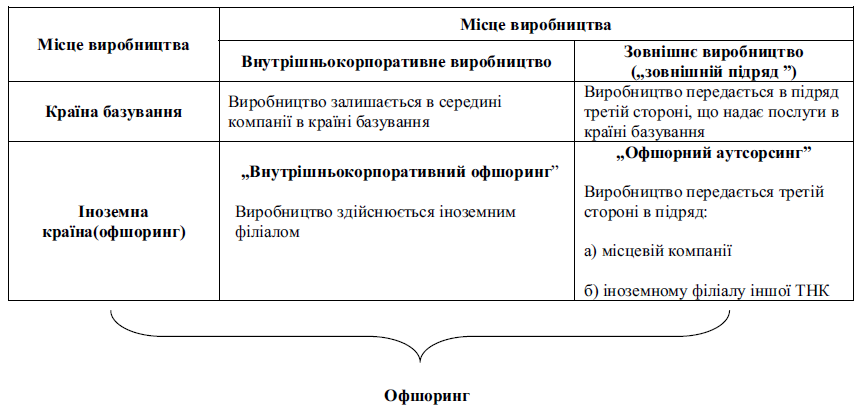 Місце виробництва
Місце виробництва
Внутрішньокорпоративне виробництво
Зовнішнє виробництво
(„зовнішній підряд ”)
Країна базування
Виробництво залишається в середині
компанії в країні базування
Виробництво передається в підряд
третій стороні, що надає послуги в
країні базування
Іноземна
країна(офшоринг)
„Внутрішньокорпоративний офшоринг”
Виробництво здійснюється іноземним
філіалом
„Офшорний аутсорсинг”
Виробництво передається третій
стороні в підряд:
а) місцевій компанії
б) іноземному філіалу іншої ТНК
Офшоринг